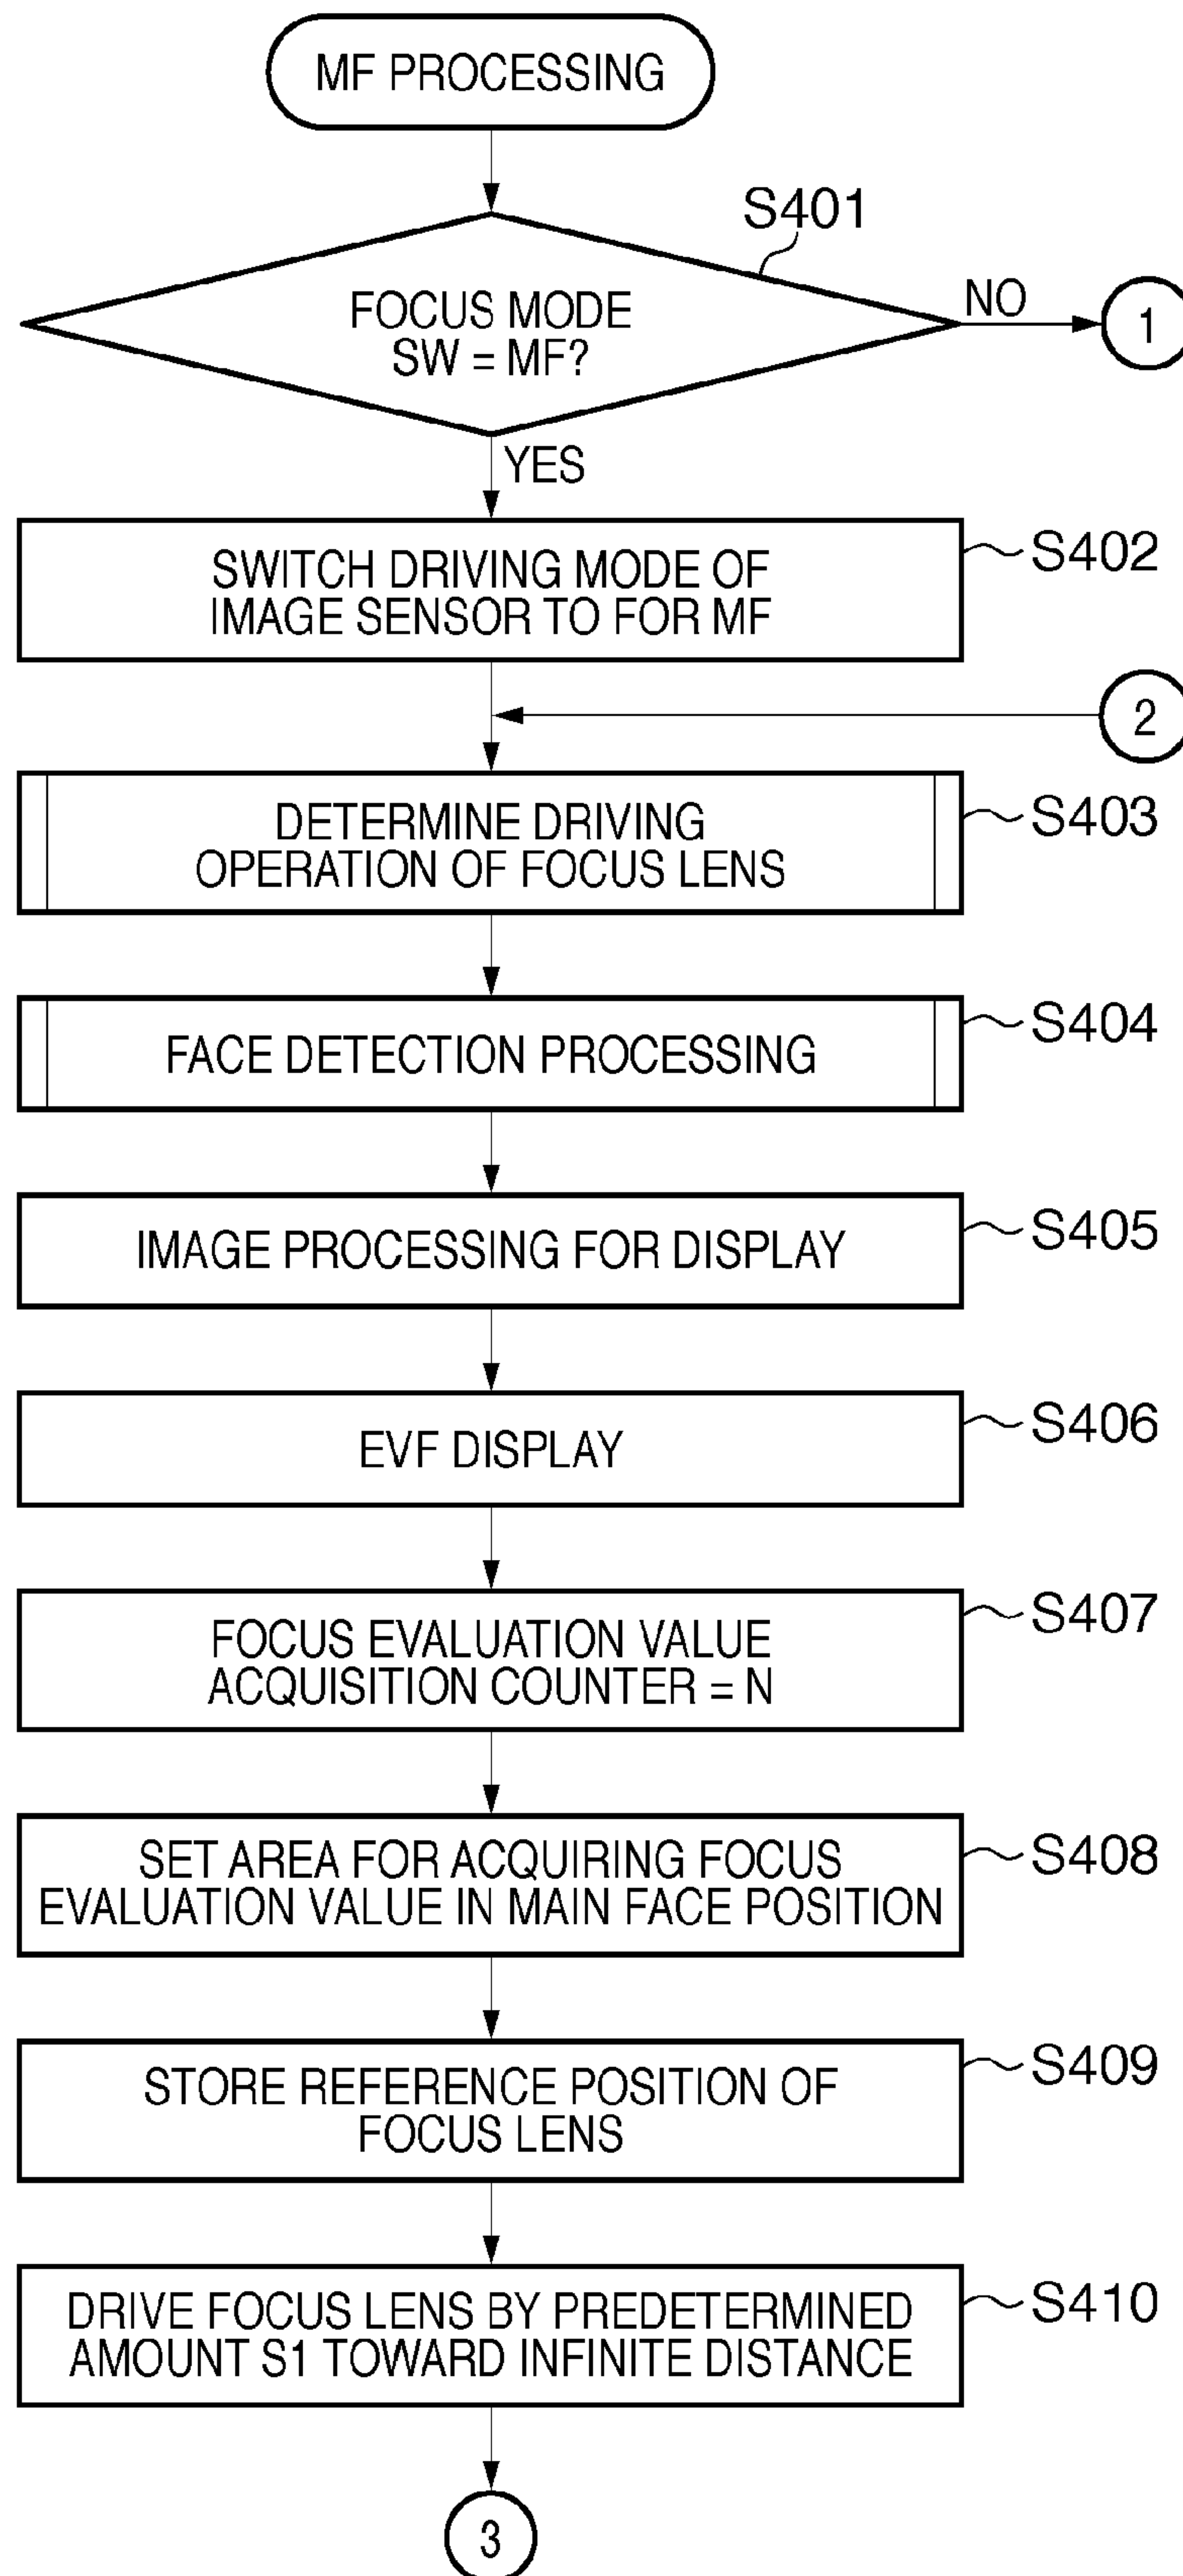 MF PROCESSING
S401
FOCUS MODE
SW = MF?
NO
1
YES
SWITCH DRIVING MODE OF
IMAGE SENSOR TO FOR MF
S402
2
DETERMINE DRIVING
OPERATION OF FOCUS LENS
S403
FACE DETECTION PROCESSING
S404
IMAGE PROCESSING FOR DISPLAY
S405
EVF DISPLAY
S406
FOCUS EVALUATION VALUE
ACQUISITION COUNTER = N
S407
SET AREA FOR ACQUIRING FOCUS
EVALUATION VALUE IN MAIN FACE POSITION
S408
STORE REFERENCE POSITION OF
FOCUS LENS
S409
DRIVE FOCUS LENS BY PREDETERMINED
AMOUNT S1 TOWARD INFINITE DISTANCE
S410
3